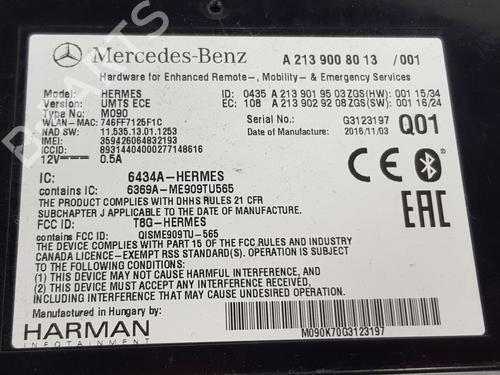 Mercedes-Benz A 213 900 80 13 /001
Hardware for Enhanced Remote-, Mobility- & Emergency Services
Model: HERMES ID: 0435 A 213 901 95 03 ZGS(HW): 001 15/34
Version: UMTS ECE EC: 108 A 213 902 92 08 ZGS(SW): 001 16/24
Type No: M090
WLAN-MAC: 746FF7125F1C Serial No.: G3123197
NAD SW: 11.535.13.01.1253 Date of Manufacture: 2016/11/03 Q01
IMEI: 359426064832193
ICCID: 89314404000277148616
12V 0.5A
IC: 6434A-HERMES
contains IC: 6369A-ME909TU565
THE PRODUCT COMPLIES WITH DHHS RULES 21 CFR
SUBCHAPTER J APPLICABLE TO THE DATE OF MANUFACTURE.
FCC ID: T8G-HERMES
contains FCC ID: QISME909TU-565
THE DEVICE COMPLIES WITH PART 15 OF THE FCC RULES AND INDUSTRY
CANADA LICENCE-EXEMPT RSS STANDARD(S). OPERATION IS SUBJECT
TO THE FOLLOWING TWO CONDITIONS:
(1) THIS DEVICE MAY NOT CAUSE HARMFUL INTERFERENCE, AND
(2) THIS DEVICE MUST ACCEPT ANY INTERFERENCE RECEIVED,
INCLUDING INTERFERENCE THAT MAY CAUSE UNDESIRED OPERATION.
Manufactured in Hungary by:
HARMAN
INFOTAINMENT
M090K70G3123197
CE
EAC